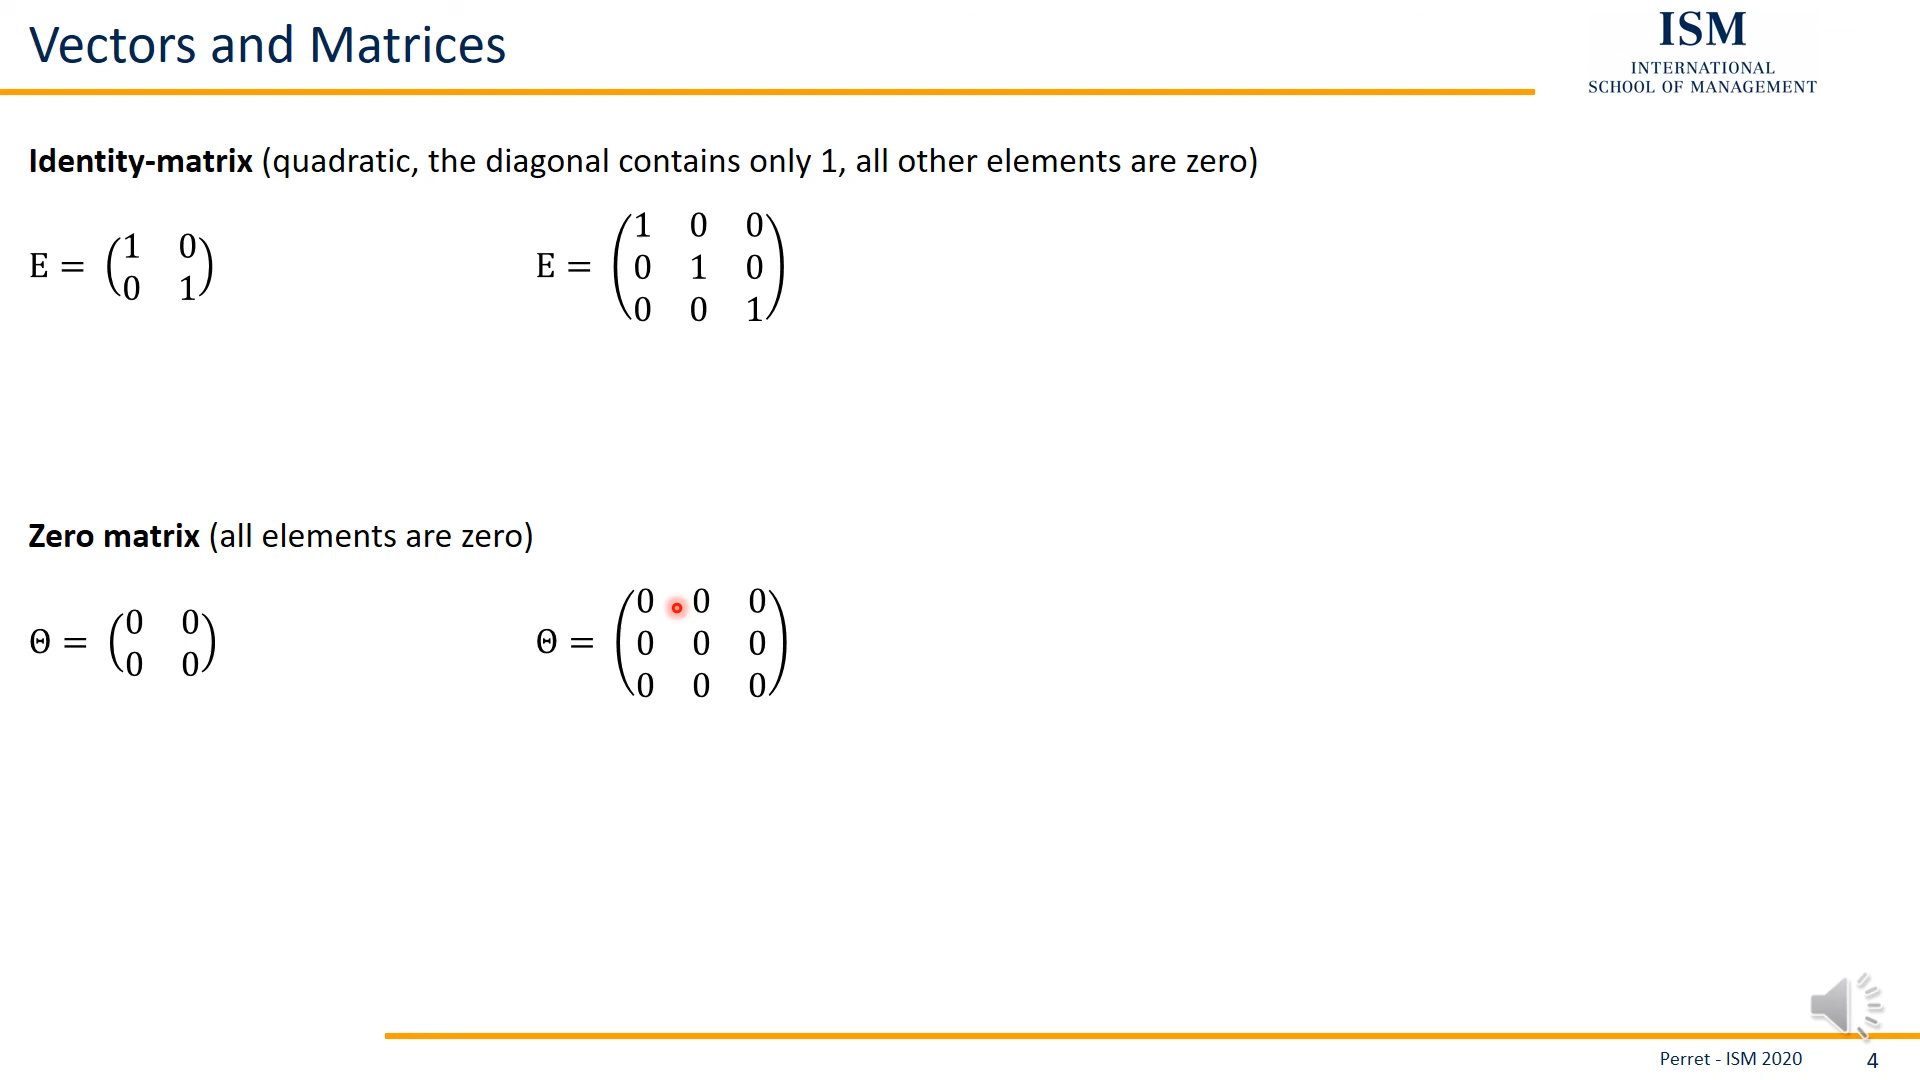 Vectors and Matrices
ISM
INTERNATIONAL
SCHOOL OF MANAGEMENT
Identity-matrix (quadratic, the diagonal contains only 1, all other elements are zero)
E = (1 0
0 1)
E = (1 0 0
0 1 0
0 0 1)
Zero matrix (all elements are zero)
Θ = (0 0
0 0)
Θ = (0 0 0
0 0 0
0 0 0)
Perret - ISM 2020 4